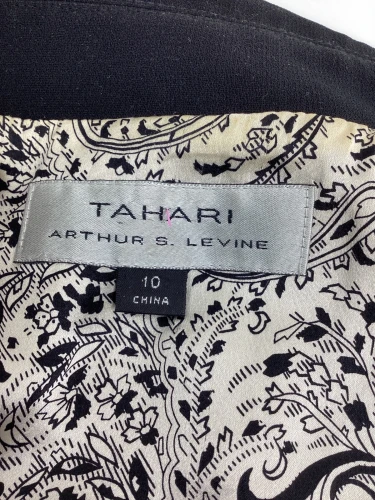 TAHARI
ARTHUR S. LEVINE
10
CHINA